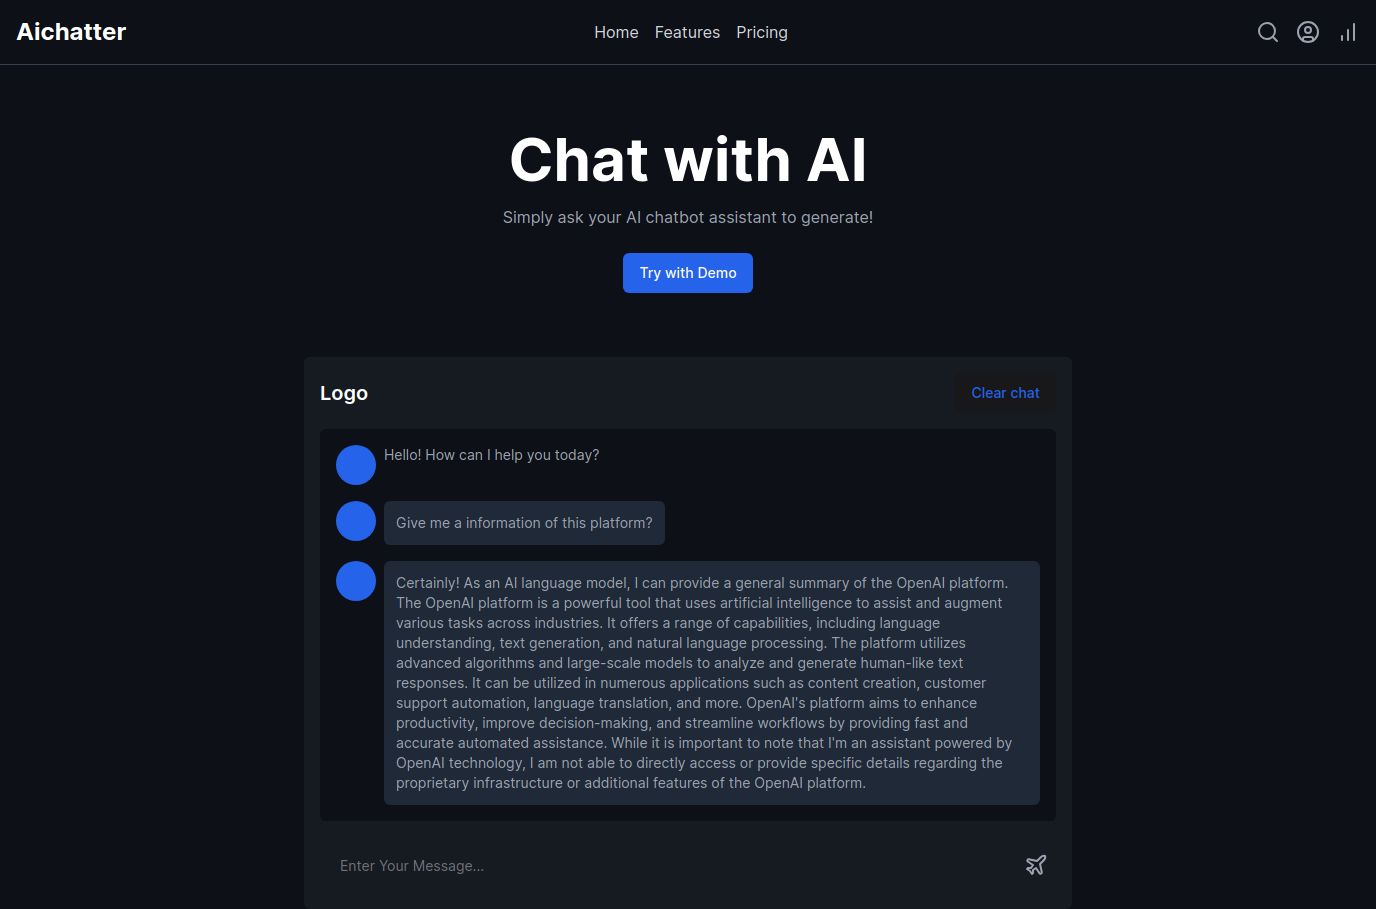 Aichatter
Home Features Pricing
Chat with AI
Simply ask your AI chatbot assistant to generate!
Try with Demo
Logo
Clear chat
Hello! How can I help you today?
Give me a information of this platform?
Certainly! As an AI language model, I can provide a general summary of the OpenAI platform.
The OpenAI platform is a powerful tool that uses artificial intelligence to assist and augment
various tasks across industries. It offers a range of capabilities, including language
understanding, text generation, and natural language processing. The platform utilizes
advanced algorithms and large-scale models to analyze and generate human-like text
responses. It can be utilized in numerous applications such as content creation, customer
support automation, language translation, and more. OpenAI's platform aims to enhance
productivity, improve decision-making, and streamline workflows by providing fast and
accurate automated assistance. While it is important to note that I'm an assistant powered by
OpenAI technology, I am not able to directly access or provide specific details regarding the
proprietary infrastructure or additional features of the OpenAI platform.
Enter Your Message...